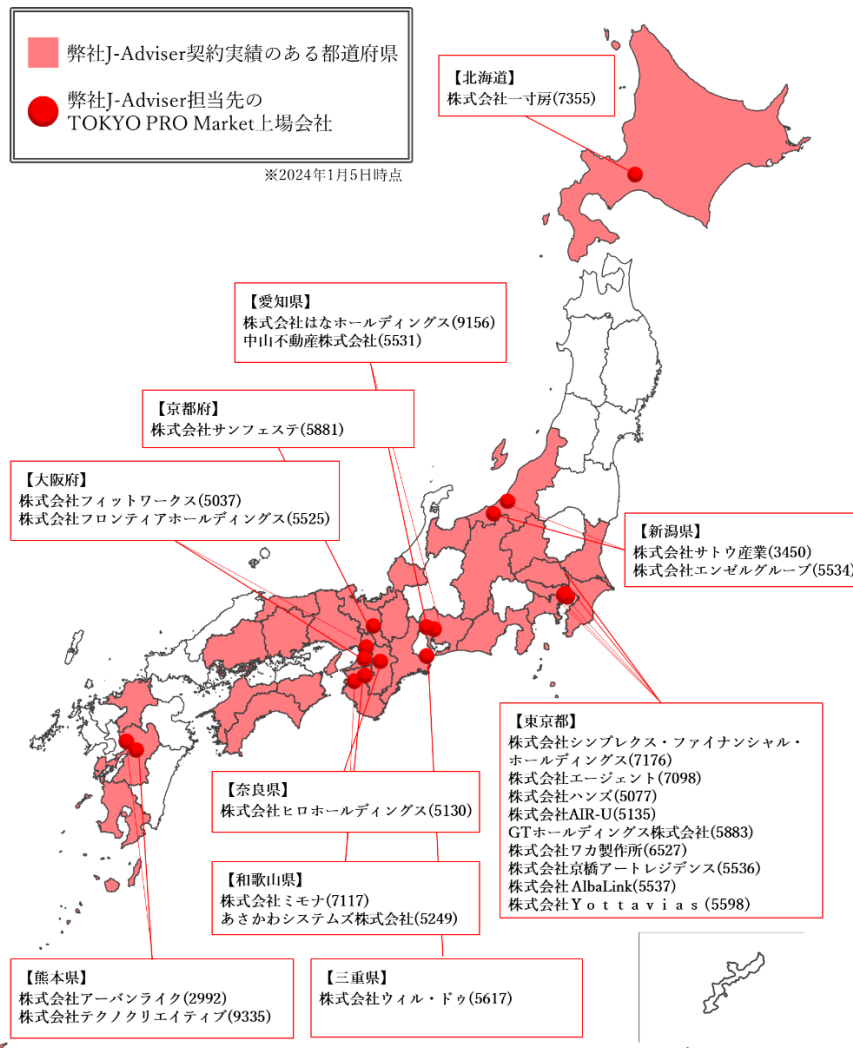 弊社J-Adviser契約実績のある都道府県
弊社J-Adviser担当先の
TOKYO PRO Market上場会社
※2024年1月5日時点
【北海道】
株式会社一寸房(7355)
【愛知県】
株式会社はなホールディングス(9156)
中山不動産株式会社(5531)
【京都府】
株式会社サンフェステ(5881)
【大阪府】
株式会社フィットワークス(5037)
株式会社フロンティアホールディングス(5525)
【新潟県】
株式会社サトウ産業(3450)
株式会社エンゼルグループ(5534)
【東京都】
株式会社シンプレクス・ファイナンシャル・
ホールディングス(7176)
株式会社エージェント(7098)
株式会社ハンズ(5077)
株式会社AIR-U(5135)
GTホールディングス株式会社(5883)
株式会社ワカ製作所(6527)
株式会社京橋アートレジデンス(5536)
株式会社AlbaLink(5537)
株式会社Ｙｏｔｔａｖｉａｓ(5598)
【奈良県】
株式会社ヒロホールディングス(5130)
【和歌山県】
株式会社ミモナ(7117)
あさかわシステムズ株式会社(5249)
【熊本県】
株式会社アーバンライク(2992)
株式会社テクノクリエイティブ(9335)
【三重県】
株式会社ウィル・ドゥ(5617)